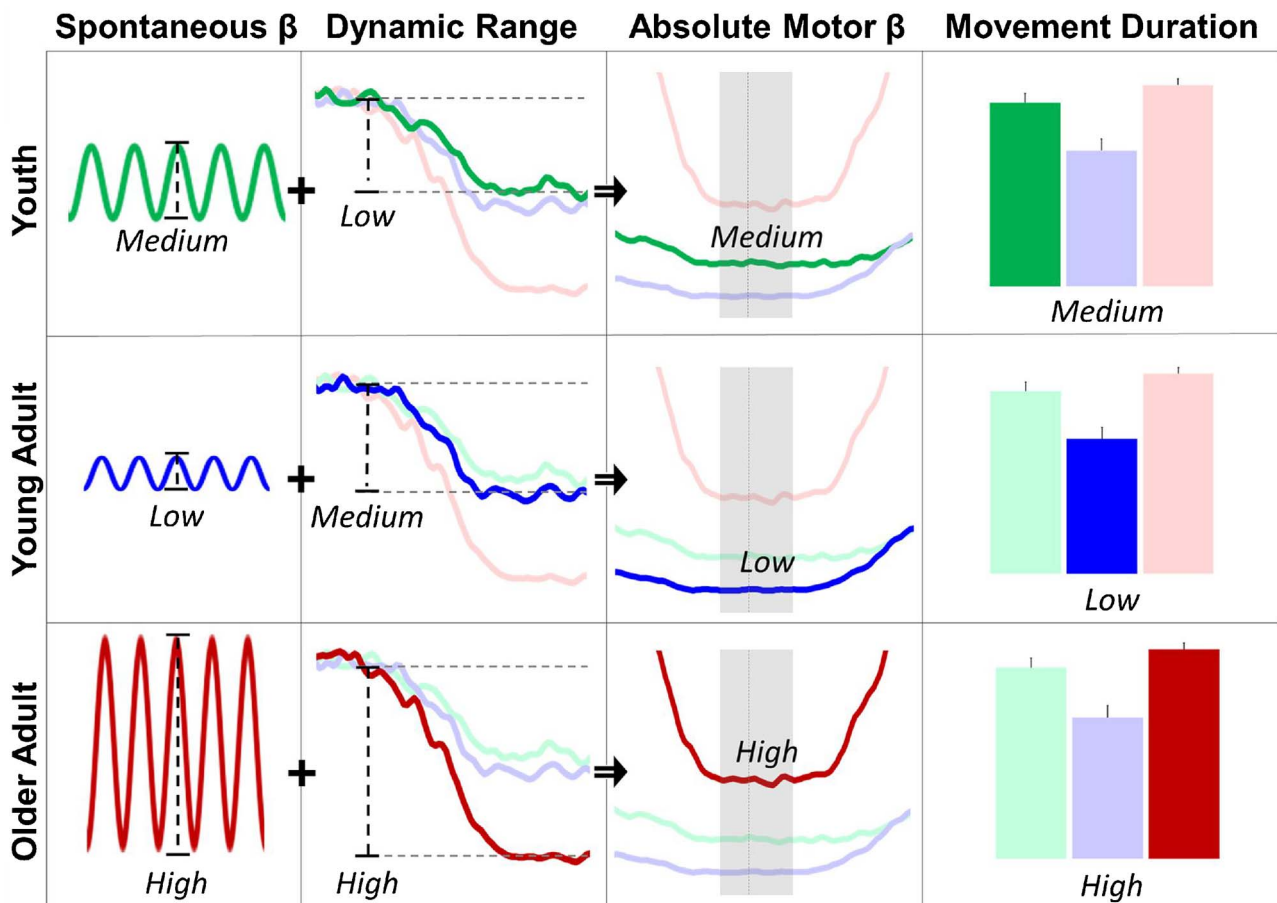 Spontaneous β Dynamic Range Absolute Motor β Movement Duration
Youth
Medium
+
Low
⇒
Medium
Medium
Young Adult
Low
+
Medium
⇒
Low
Low
Older Adult
High
+
High
⇒
High
High